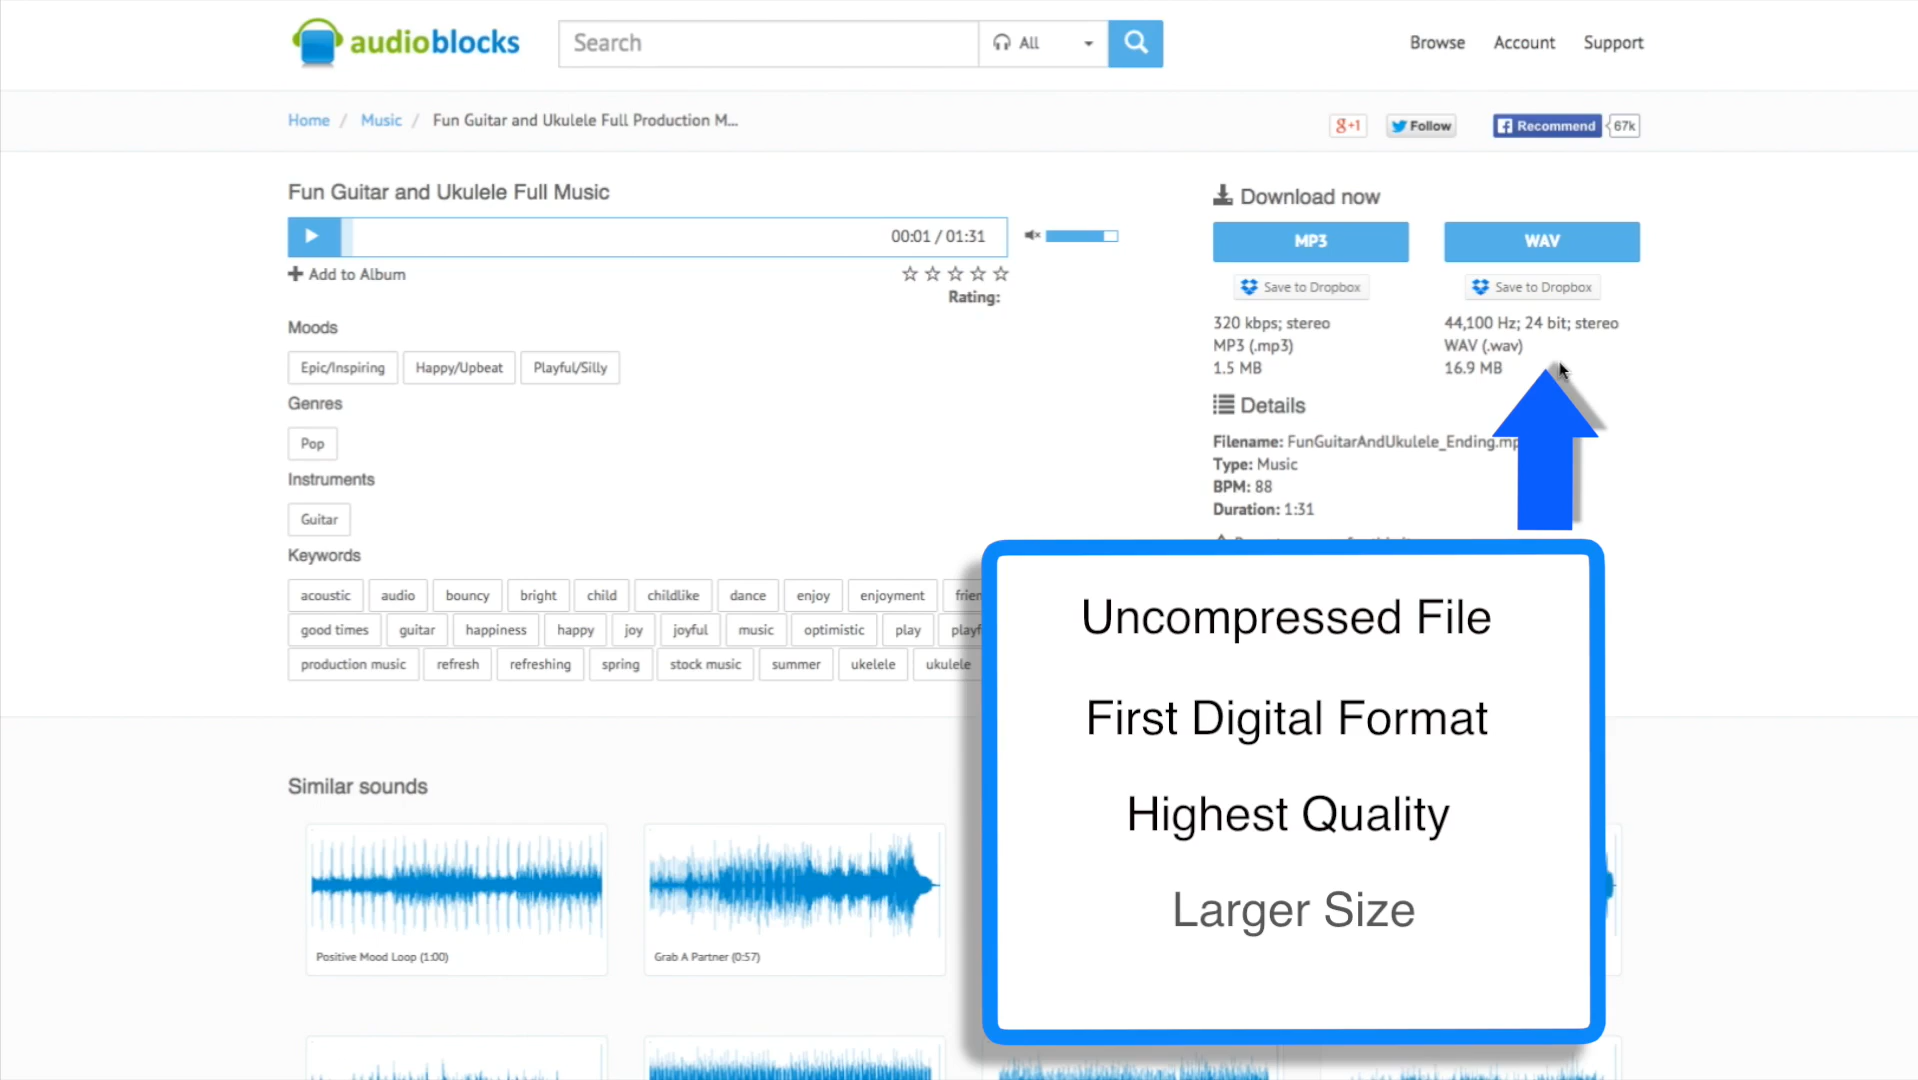 audioblocks
Search
All
Browse
Account
Support
Home / Music / Fun Guitar and Ukulele Full Production M...
g+1
Follow
Recommend
67k
Fun Guitar and Ukulele Full Music
00:01 / 01:31
Add to Album
Rating:
Moods
Epic/Inspiring
Happy/Upbeat
Playful/Silly
Genres
Pop
Instruments
Guitar
Keywords
acoustic audio bouncy bright child childlike dance enjoy enjoyment
good times guitar happiness happy joy joyful music optimistic play
production music refresh refreshing spring stock music summer ukelele ukulele
Download now
MP3
WAV
Save to Dropbox
Save to Dropbox
320 kbps; stereo
MP3 (.mp3)
1.5 MB
44,100 Hz; 24 bit; stereo
WAV (.wav)
16.9 MB
Details
Filename: FunGuitarAndUkulele_Ending.mp
Type: Music
BPM: 88
Duration: 1:31
Uncompressed File
First Digital Format
Highest Quality
Larger Size
Similar sounds
Positive Mood Loop (1:00)
Grab A Partner (0:57)